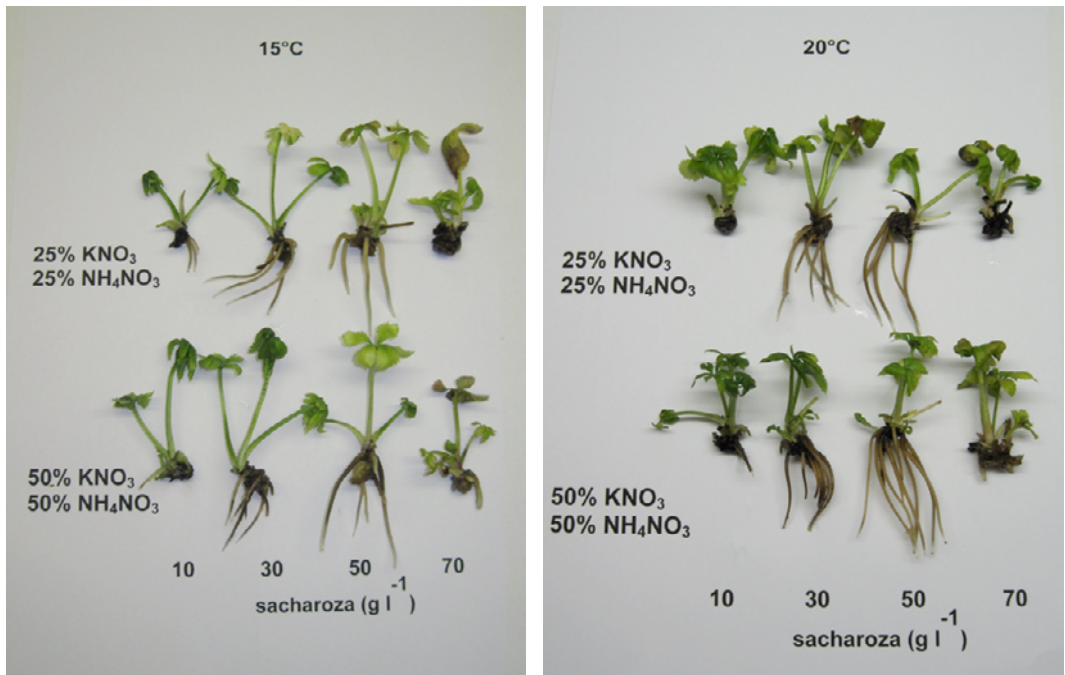 15°C
25% KNO₃
25% NH₄NO₃
50% KNO₃
50% NH₄NO₃
10 30 50 70
sacharoza (g l⁻¹)
20°C
25% KNO₃
25% NH₄NO₃
50% KNO₃
50% NH₄NO₃
10 30 50 70
sacharoza (g l⁻¹)